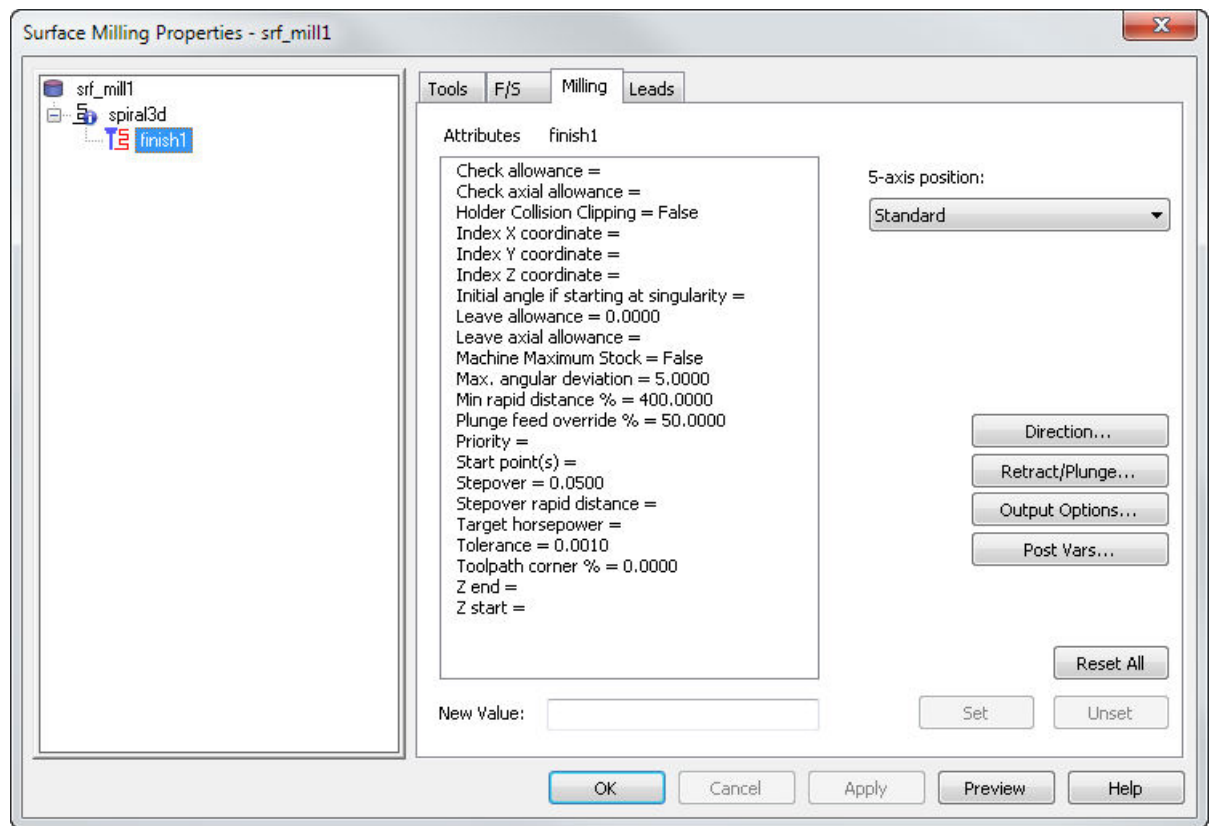 Surface Milling Properties - srf_mill1
srf_mill1
spiral3d
finish1
Tools F/S Milling Leads
Attributes finish1
Check allowance =
Check axial allowance =
Holder Collision Clipping = False
Index X coordinate =
Index Y coordinate =
Index Z coordinate =
Initial angle if starting at singularity =
Leave allowance = 0.0000
Leave axial allowance =
Machine Maximum Stock = False
Max. angular deviation = 5.0000
Min rapid distance % = 400.0000
Plunge feed override % = 50.0000
Priority =
Start point(s) =
Stepover = 0.0500
Stepover rapid distance =
Target horsepower =
Tolerance = 0.0010
Toolpath corner % = 0.0000
Z end =
Z start =
5-axis position:
Standard
Direction...
Retract/Plunge...
Output Options...
Post Vars...
Reset All
New Value:
Set Unset
OK Cancel Apply Preview Help